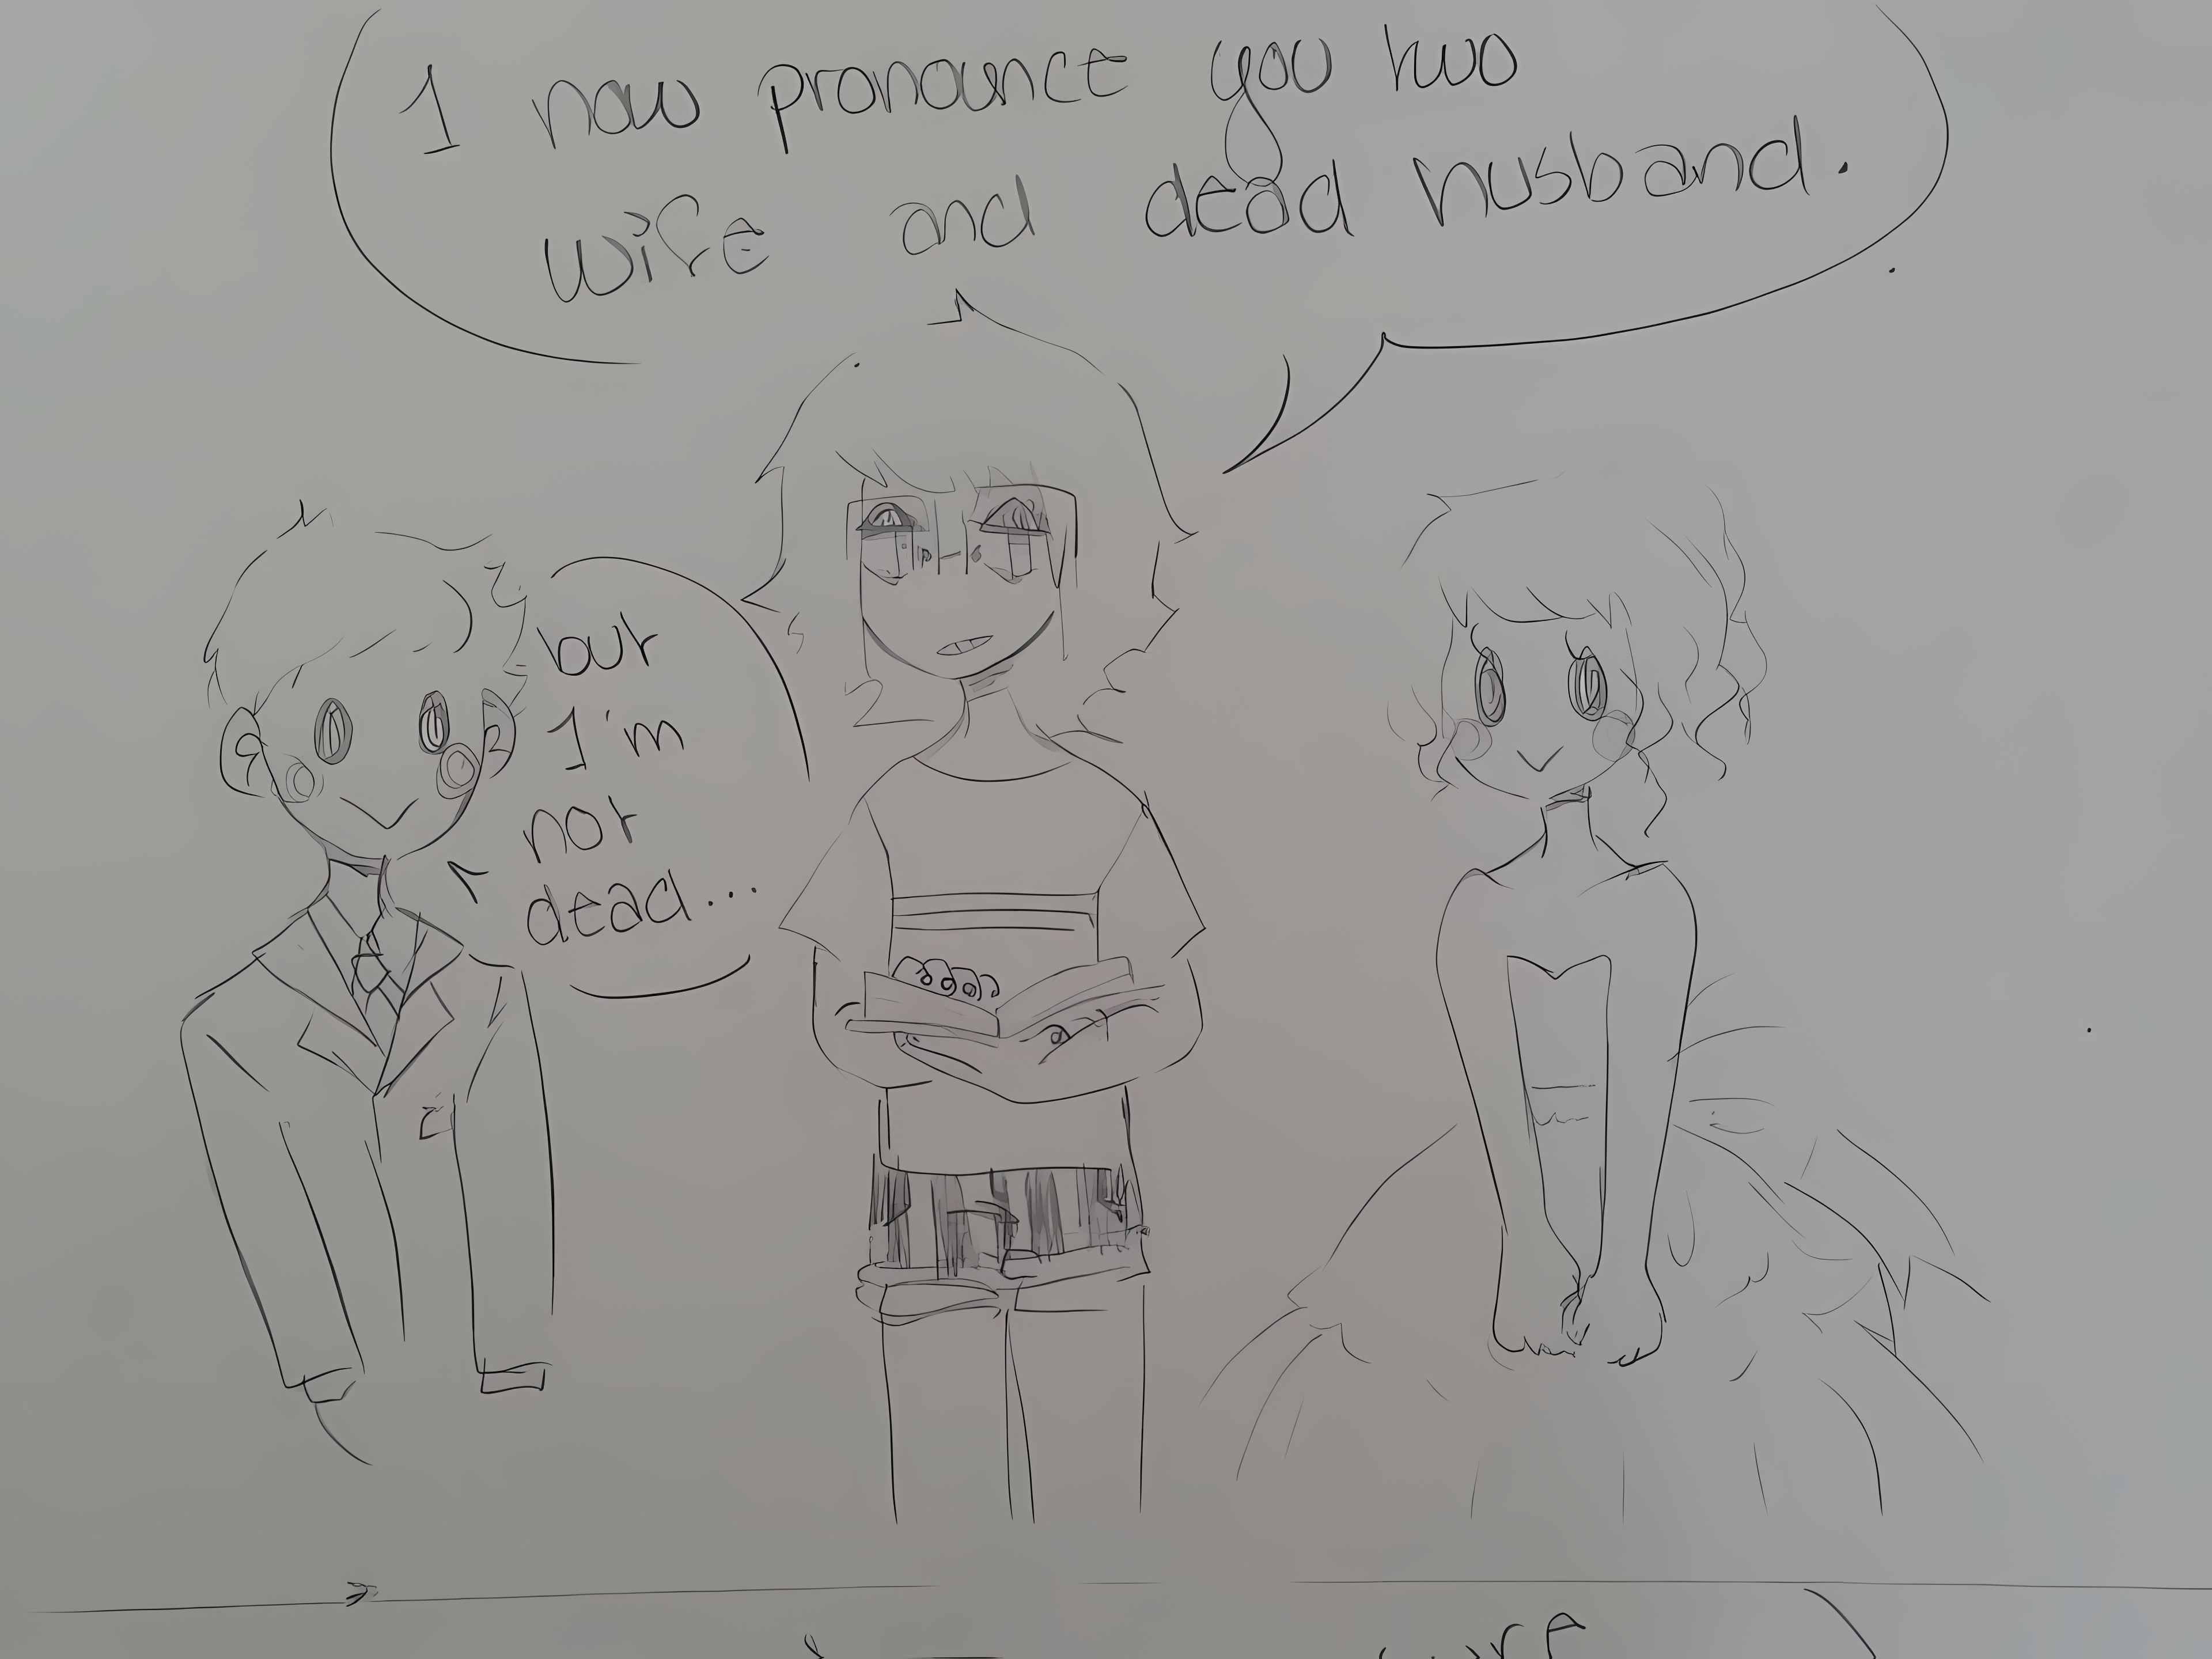 I now pronounce you two
wife and dead husband.
but
I'm
not
dead...